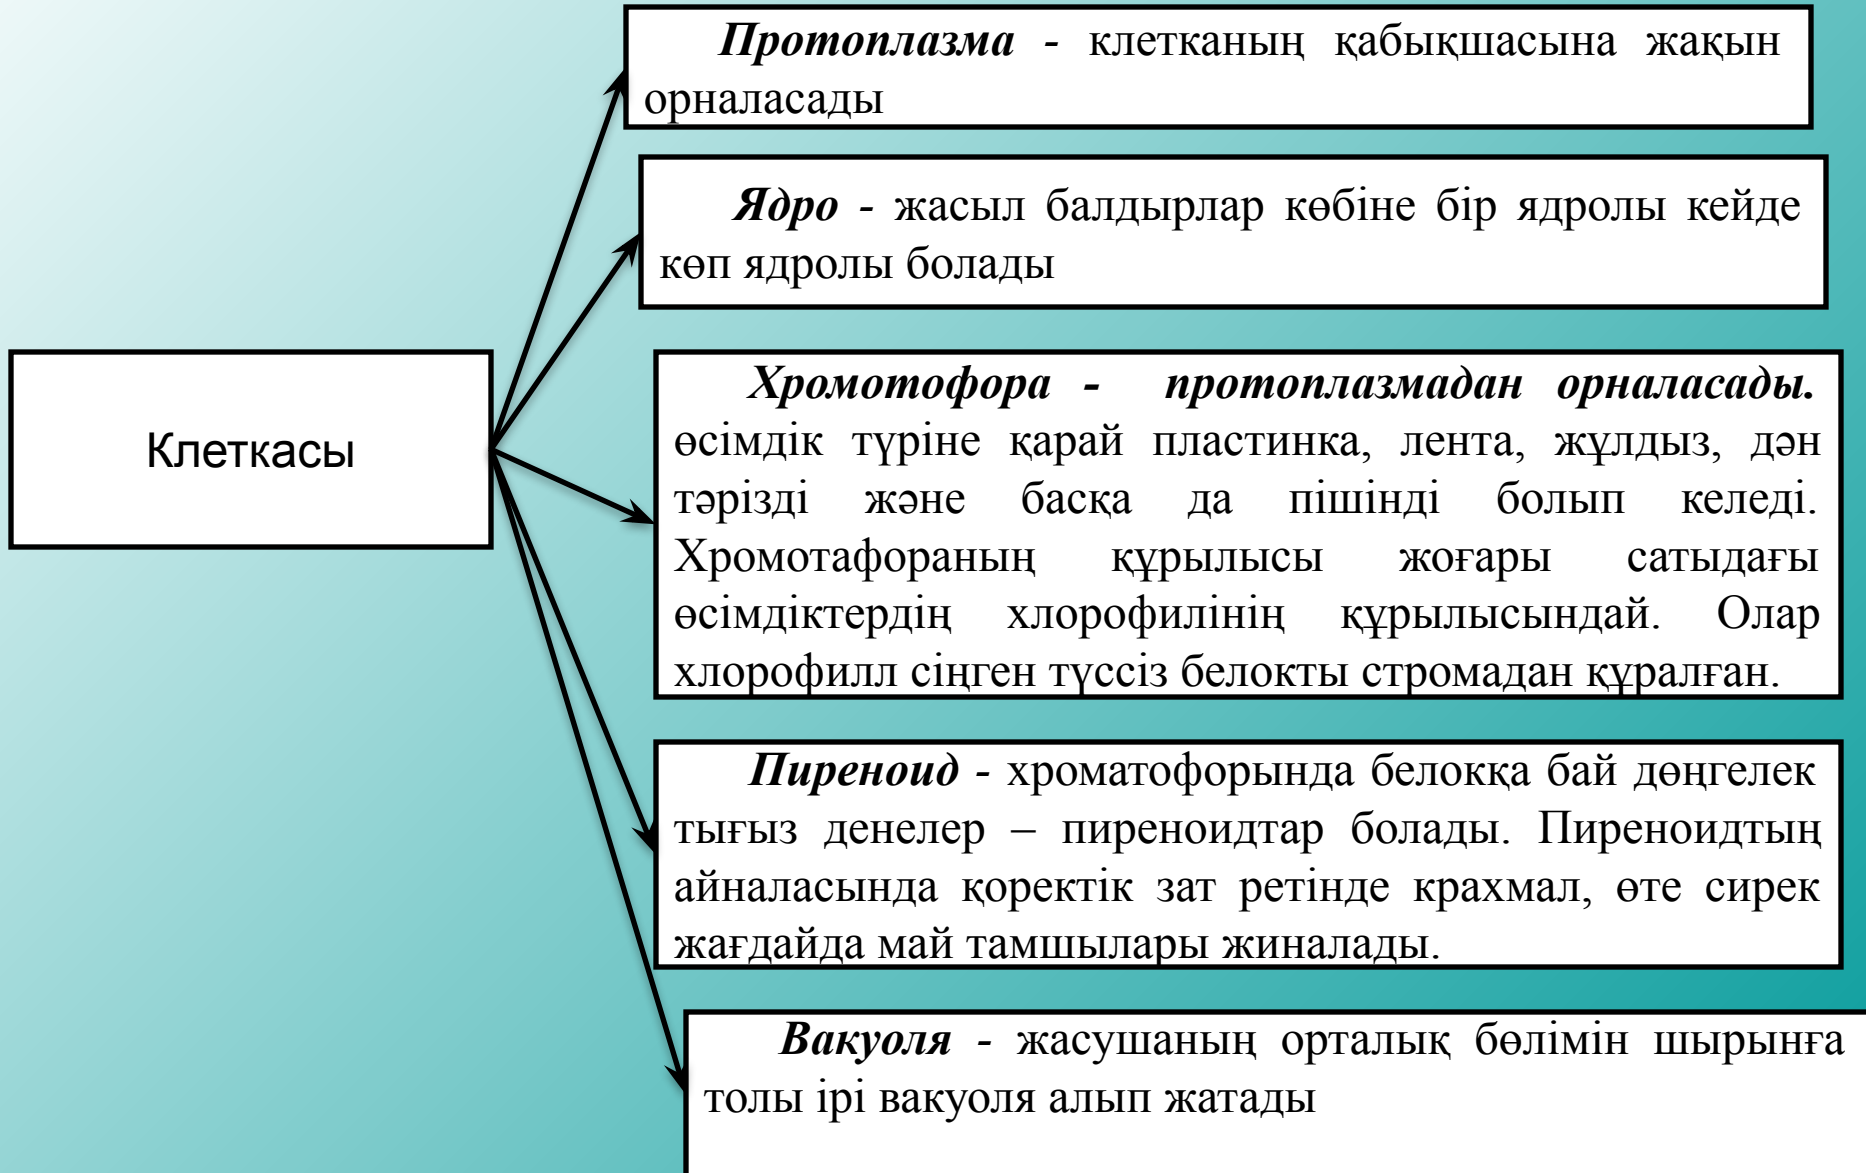 Протоплазма - клетканың қабықшасына жақын
орналасады
Ядро - жасыл балдырлар көбіне бір ядролы кейде
көп ядролы болады
Клеткасы
Хромотофора - протоплазмадан орналасады.
өсімдік түріне қарай пластинка, лента, жұлдыз, дән
тәрізді және басқа да пішінді болып келеді.
Хромотафораның құрылысы жоғары сатыдағы
өсімдіктердің хлорофилінің құрылысындай. Олар
хлорофилл сіңген түссіз белокты стромадан құралған.
Пиреноид - хроматофорында белокқа бай дөңгелек
тығыз денелер – пиреноидтар болады. Пиреноидтың
айналасында қоректік зат ретінде крахмал, өте сирек
жағдайда май тамшылары жиналады.
Вакуоля - жасушаның орталық бөлімін шырынға
толы ірі вакуоля алып жатады